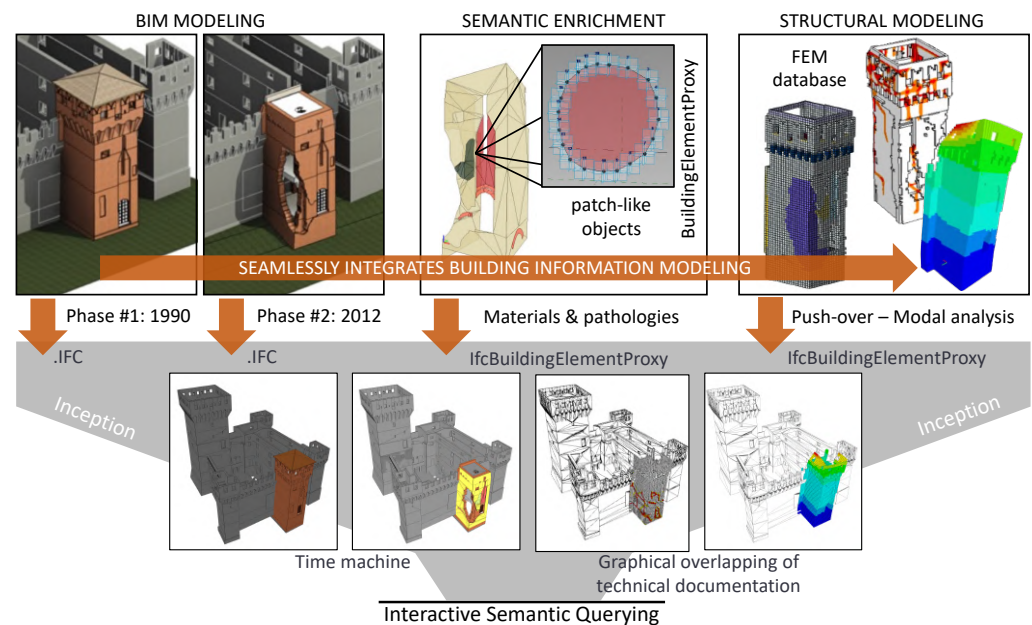 BIM MODELING
SEMANTIC ENRICHMENT
STRUCTURAL MODELING
FEM
database
BuildingElementProxy
patch-like
objects
SEAMLESSLY INTEGRATES BUILDING INFORMATION MODELING
Phase #1: 1990
Phase #2: 2012
Materials & pathologies
Push-over – Modal analysis
.IFC
.IFC
IfcBuildingElementProxy
IfcBuildingElementProxy
Inception
Inception
Time machine
Graphical overlapping of
technical documentation
Interactive Semantic Querying